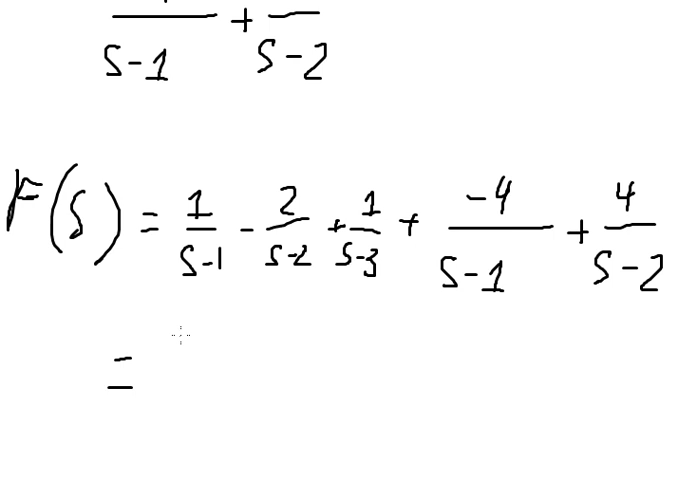 /(s-1) + /(s-2)
F(s) = 1/(s-1) - 2/(s-2) + 1/(s-3) + -4/(s-1) + 4/(s-2)
=